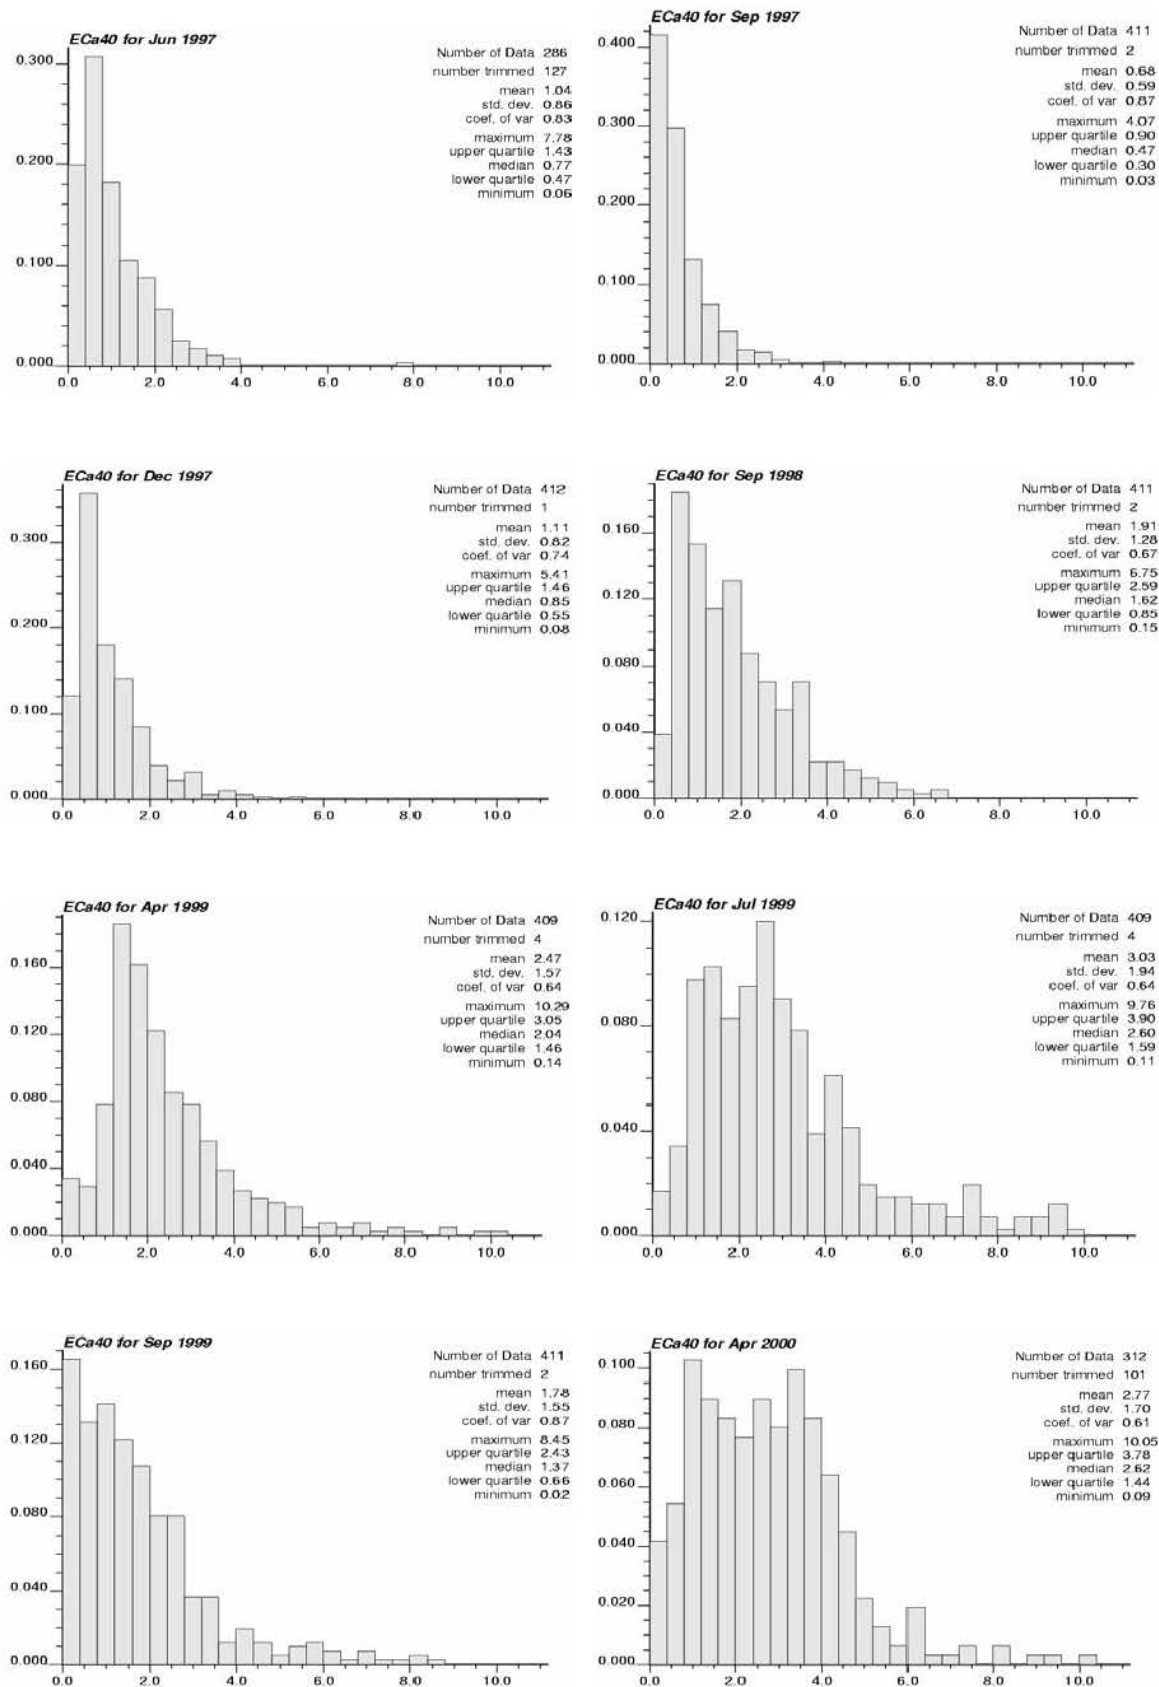 ECa40 for Jun 1997
Number of Data 286
number trimmed 127
mean 1.04
std. dev. 0.86
coef. of var 0.83
maximum 7.78
upper quartile 1.43
median 0.77
lower quartile 0.47
minimum 0.06
0.300
0.200
0.100
0.000
0.0 2.0 4.0 6.0 8.0 10.0
ECa40 for Sep 1997
Number of Data 411
number trimmed 2
mean 0.68
std. dev. 0.59
coef. of var 0.87
maximum 4.07
upper quartile 0.90
median 0.47
lower quartile 0.30
minimum 0.03
0.400
0.300
0.200
0.100
0.000
0.0 2.0 4.0 6.0 8.0 10.0
ECa40 for Dec 1997
Number of Data 412
number trimmed 1
mean 1.11
std. dev. 0.82
coef. of var 0.74
maximum 5.41
upper quartile 1.46
median 0.85
lower quartile 0.55
minimum 0.08
0.300
0.200
0.100
0.000
0.0 2.0 4.0 6.0 8.0 10.0
ECa40 for Sep 1998
Number of Data 411
number trimmed 2
mean 1.91
std. dev. 1.28
coef. of var 0.67
maximum 6.75
upper quartile 2.59
median 1.62
lower quartile 0.85
minimum 0.15
0.160
0.120
0.080
0.040
0.000
0.0 2.0 4.0 6.0 8.0 10.0
ECa40 for Apr 1999
Number of Data 409
number trimmed 4
mean 2.47
std. dev. 1.57
coef. of var 0.64
maximum 10.29
upper quartile 3.05
median 2.04
lower quartile 1.46
minimum 0.14
0.160
0.120
0.080
0.040
0.000
0.0 2.0 4.0 6.0 8.0 10.0
ECa40 for Jul 1999
Number of Data 409
number trimmed 4
mean 3.03
std. dev. 1.94
coef. of var 0.64
maximum 9.76
upper quartile 3.90
median 2.60
lower quartile 1.59
minimum 0.11
0.120
0.080
0.040
0.000
0.0 2.0 4.0 6.0 8.0 10.0
ECa40 for Sep 1999
Number of Data 411
number trimmed 2
mean 1.78
std. dev. 1.55
coef. of var 0.87
maximum 8.45
upper quartile 2.43
median 1.37
lower quartile 0.66
minimum 0.02
0.160
0.120
0.080
0.040
0.000
0.0 2.0 4.0 6.0 8.0 10.0
ECa40 for Apr 2000
Number of Data 312
number trimmed 101
mean 2.77
std. dev. 1.70
coef. of var 0.61
maximum 10.05
upper quartile 3.78
median 2.62
lower quartile 1.44
minimum 0.09
0.100
0.080
0.060
0.040
0.020
0.000
0.0 2.0 4.0 6.0 8.0 10.0